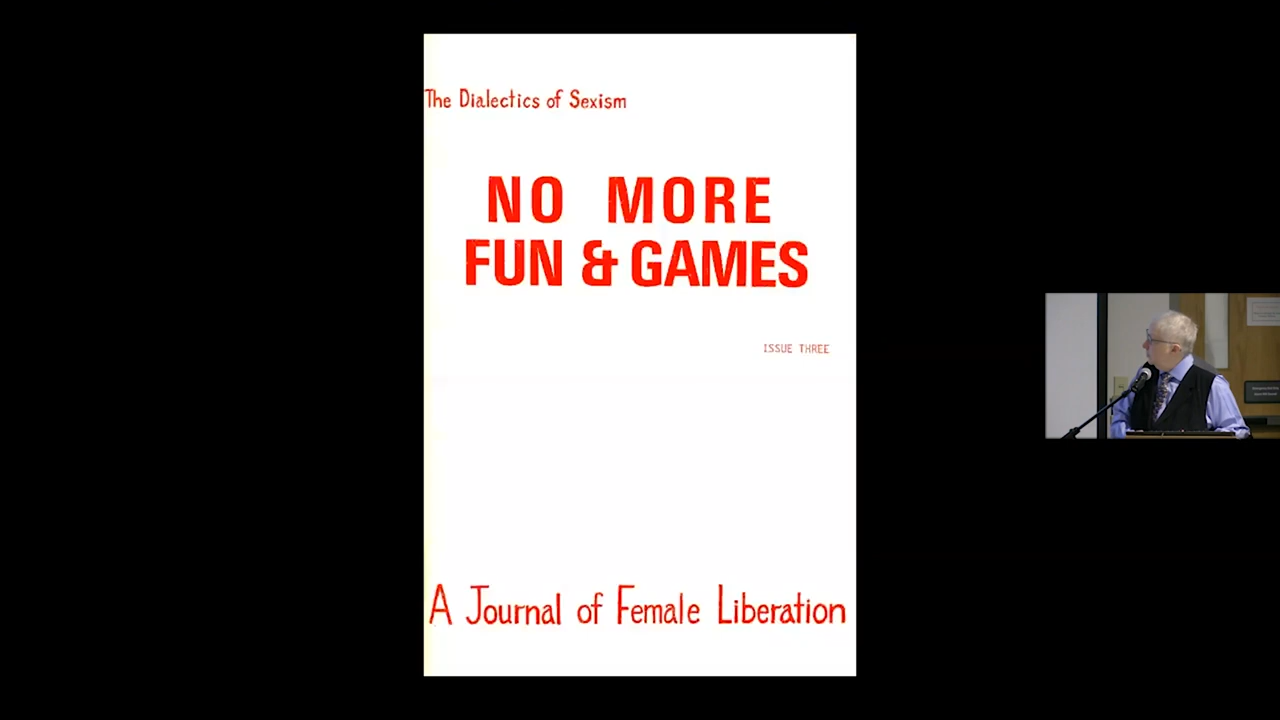 The Dialectics of Sexism
NO MORE
FUN & GAMES
ISSUE THREE
A Journal of Female Liberation